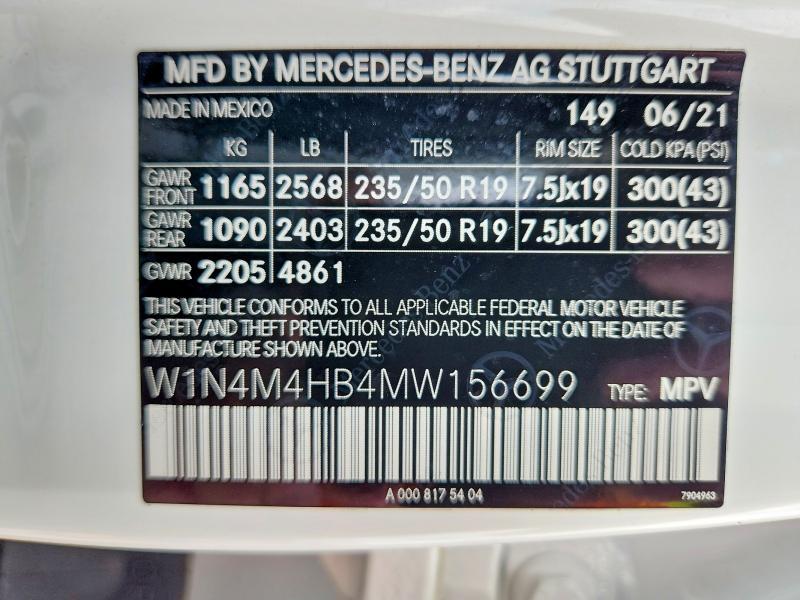 MFD BY MERCEDES-BENZ AG STUTTGART
MADE IN MEXICO 149 06/21
KG LB TIRES RIM SIZE COLD KPA(PSI)
GAWR FRONT 1165 2568 235/50 R19 7.5Jx19 300(43)
GAWR REAR 1090 2403 235/50 R19 7.5Jx19 300(43)
GVWR 2205 4861
THIS VEHICLE CONFORMS TO ALL APPLICABLE FEDERAL MOTOR VEHICLE
SAFETY AND THEFT PREVENTION STANDARDS IN EFFECT ON THE DATE OF
MANUFACTURE SHOWN ABOVE.
W1N4M4HB4MW156699 TYPE: MPV
A 000 817 54 04 7904963